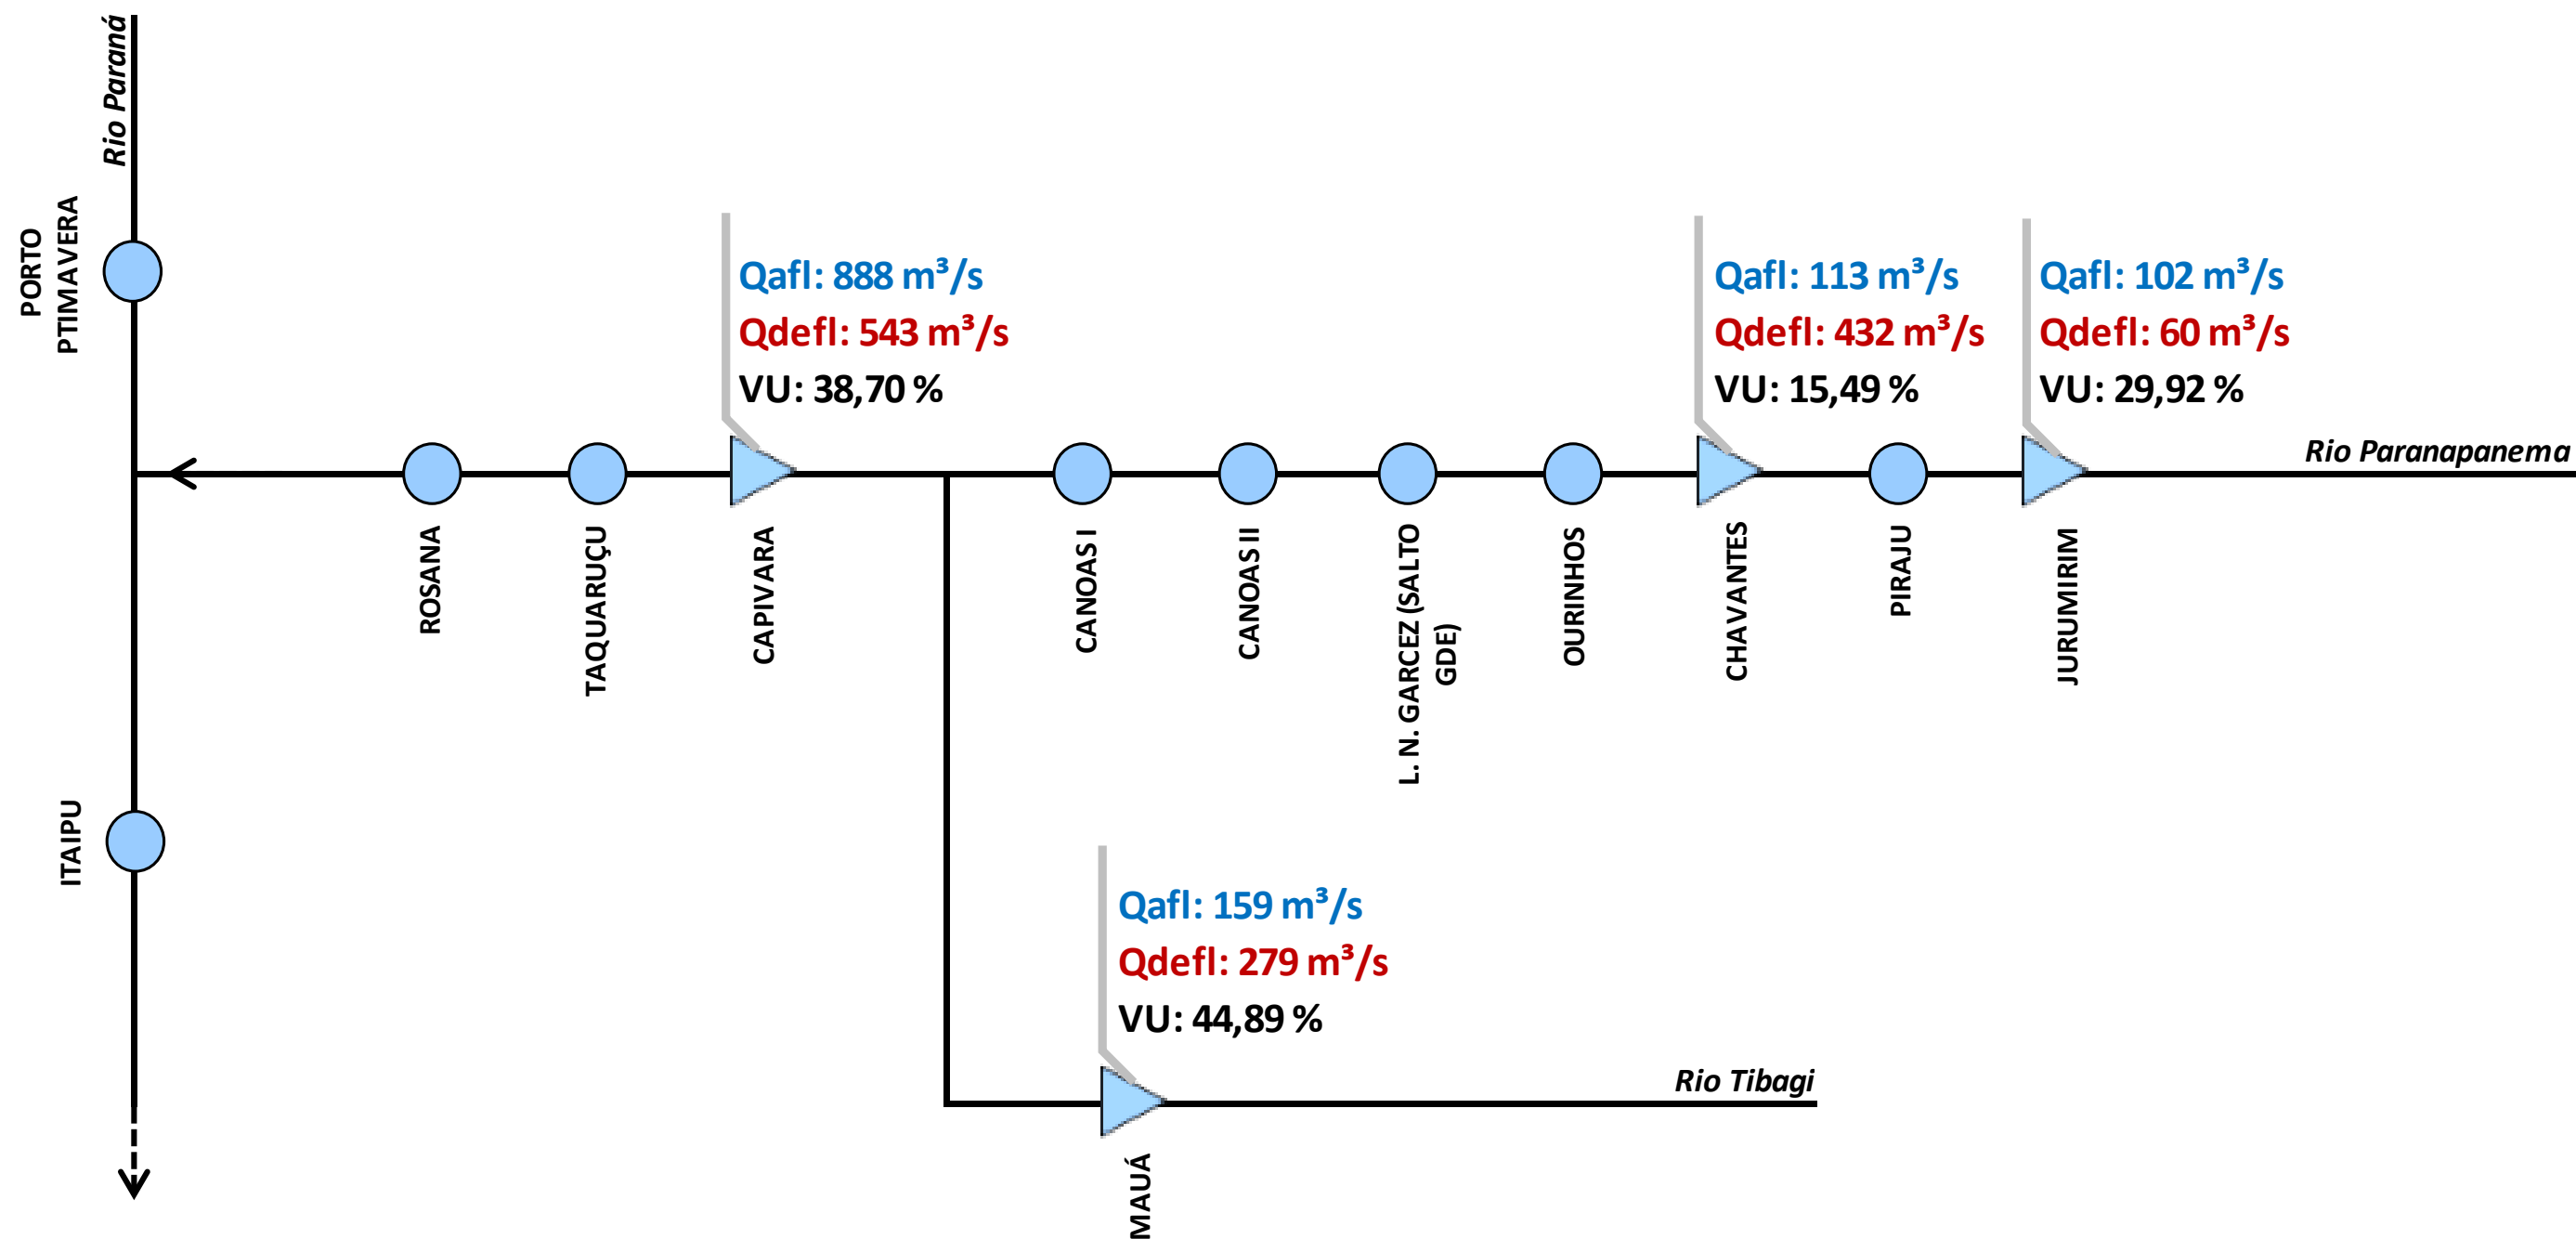 Rio Paraná
PORTO
PTIMAVERA
Qafl: 888 m³/s
Qdefl: 543 m³/s
VU: 38,70 %
Qafl: 113 m³/s
Qdefl: 432 m³/s
VU: 15,49 %
Qafl: 102 m³/s
Qdefl: 60 m³/s
VU: 29,92 %
Rio Paranapanema
ROSANA
TAQUARUÇU
CAPIVARA
CANOAS I
CANOAS II
L. N. GARCEZ (SALTO
GDE)
OURINHOS
CHAVANTES
PIRAJU
JURUMIRIM
ITAIPU
Qafl: 159 m³/s
Qdefl: 279 m³/s
VU: 44,89 %
Rio Tibagi
MAUÁ